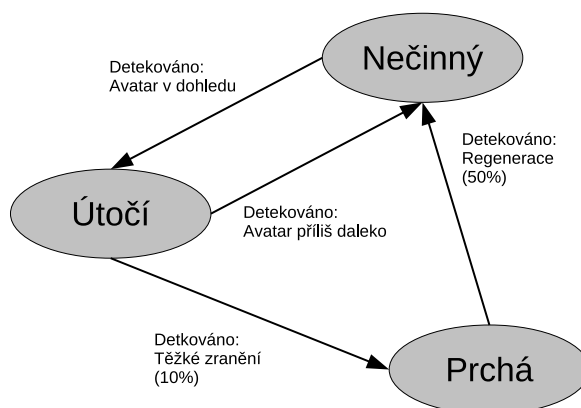 Nečinný
Detekováno:
Avatar v dohledu
Detekováno:
Regenerace
(50%)
Útočí
Detekováno:
Avatar příliš daleko
Detkováno:
Těžké zranění
(10%)
Prchá